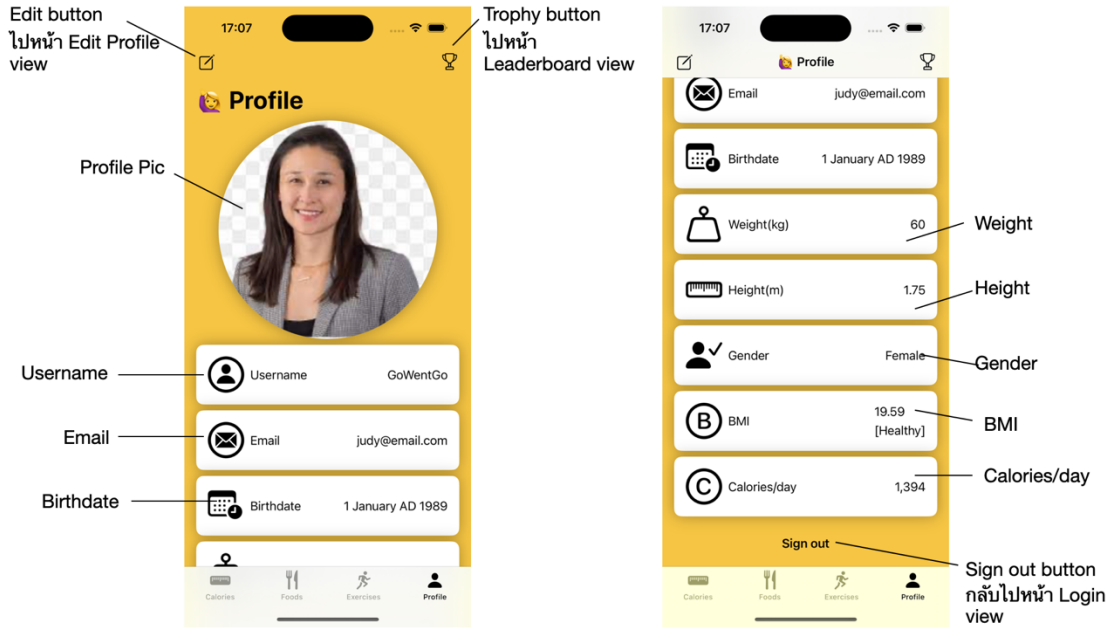 Edit button
ไปหน้า Edit Profile
view
Trophy button
ไปหน้า
Leaderboard view
Profile Pic
Username
Email
Birthdate
17:07
🙋 Profile
Username
GoWentGo
Email
judy@email.com
Birthdate
1 January AD 1989
Calories
Foods
Exercises
Profile
17:07
🙋 Profile
Email
judy@email.com
Birthdate
1 January AD 1989
Weight(kg)
60
Height(m)
1.75
Gender
Female
BMI
19.59
[Healthy]
Calories/day
1,394
Sign out
Calories
Foods
Exercises
Profile
Weight
Height
Gender
BMI
Calories/day
Sign out button
กลับไปหน้า Login
view